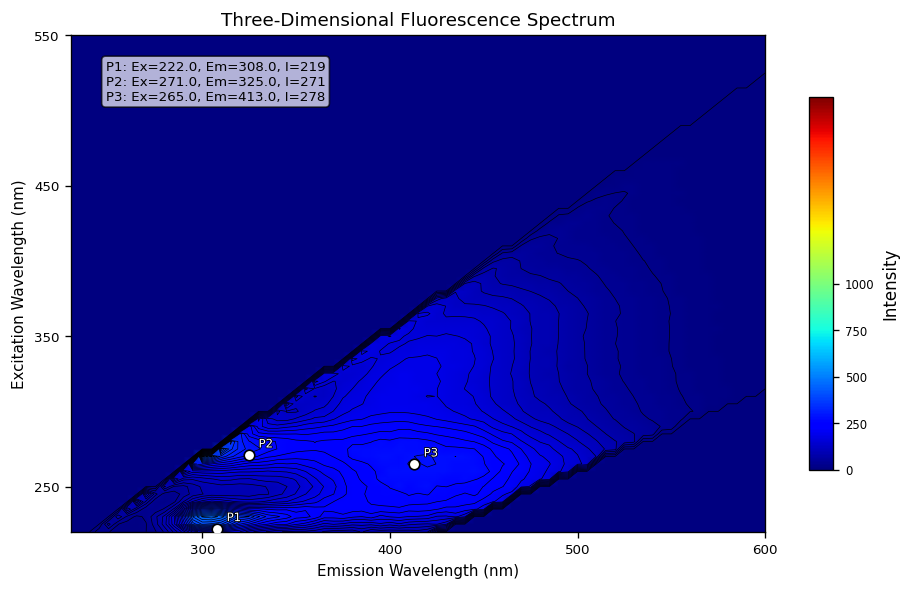 Three-Dimensional Fluorescence Spectrum
P1: Ex=222.0, Em=308.0, I=219
P2: Ex=271.0, Em=325.0, I=271
P3: Ex=265.0, Em=413.0, I=278
550
450
350
250
Excitation Wavelength (nm)
P2
P3
P1
300 400 500 600
Emission Wavelength (nm)
1000
750
500
250
0
Intensity